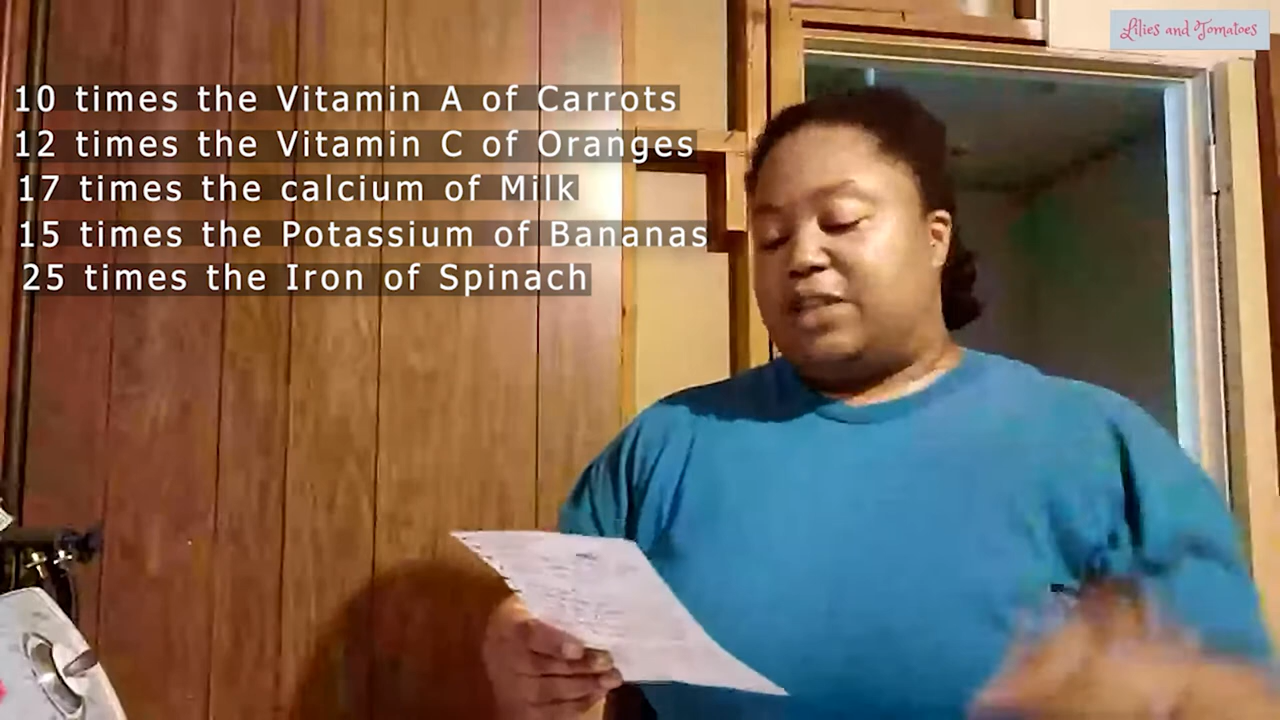 Lilies and Tomatoes
10 times the Vitamin A of Carrots
12 times the Vitamin C of Oranges
17 times the calcium of Milk
15 times the Potassium of Bananas
25 times the Iron of Spinach